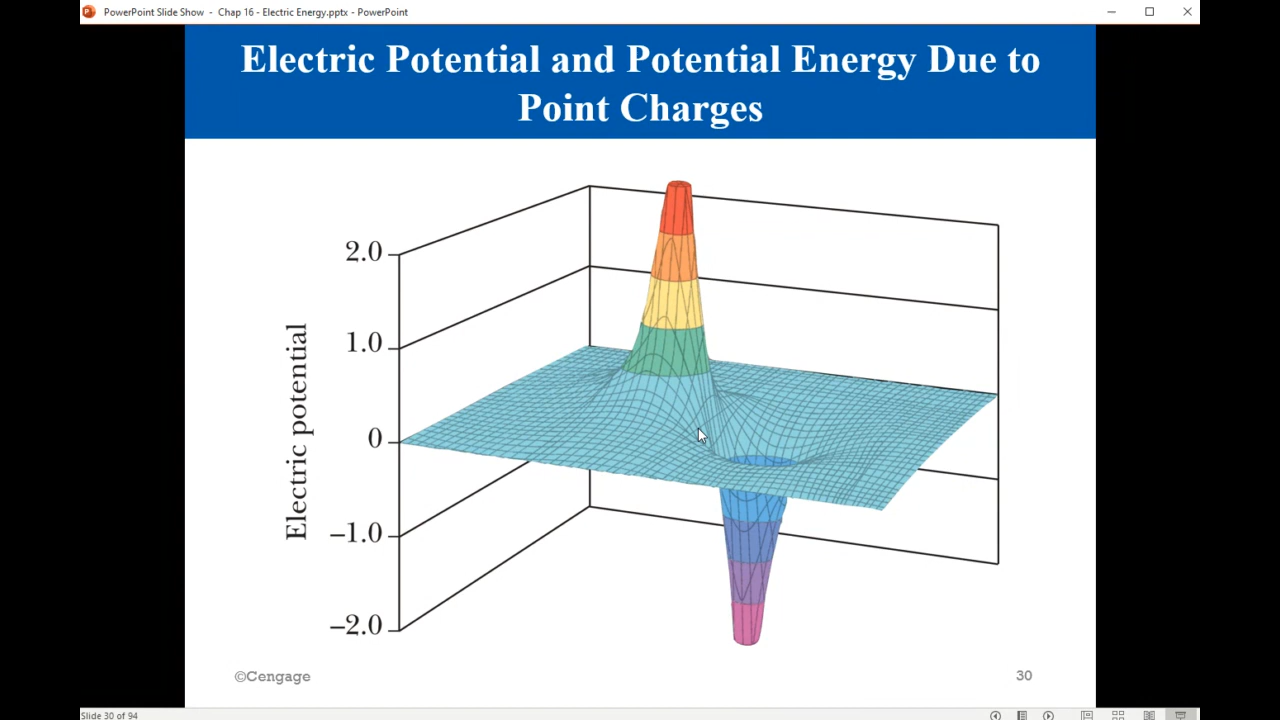 PowerPoint Slide Show - Chap 16 - Electric Energy.pptx - PowerPoint
Electric Potential and Potential Energy Due to
Point Charges
2.0
1.0
0
−1.0
−2.0
Electric potential
©Cengage
30
Slide 30 of 94